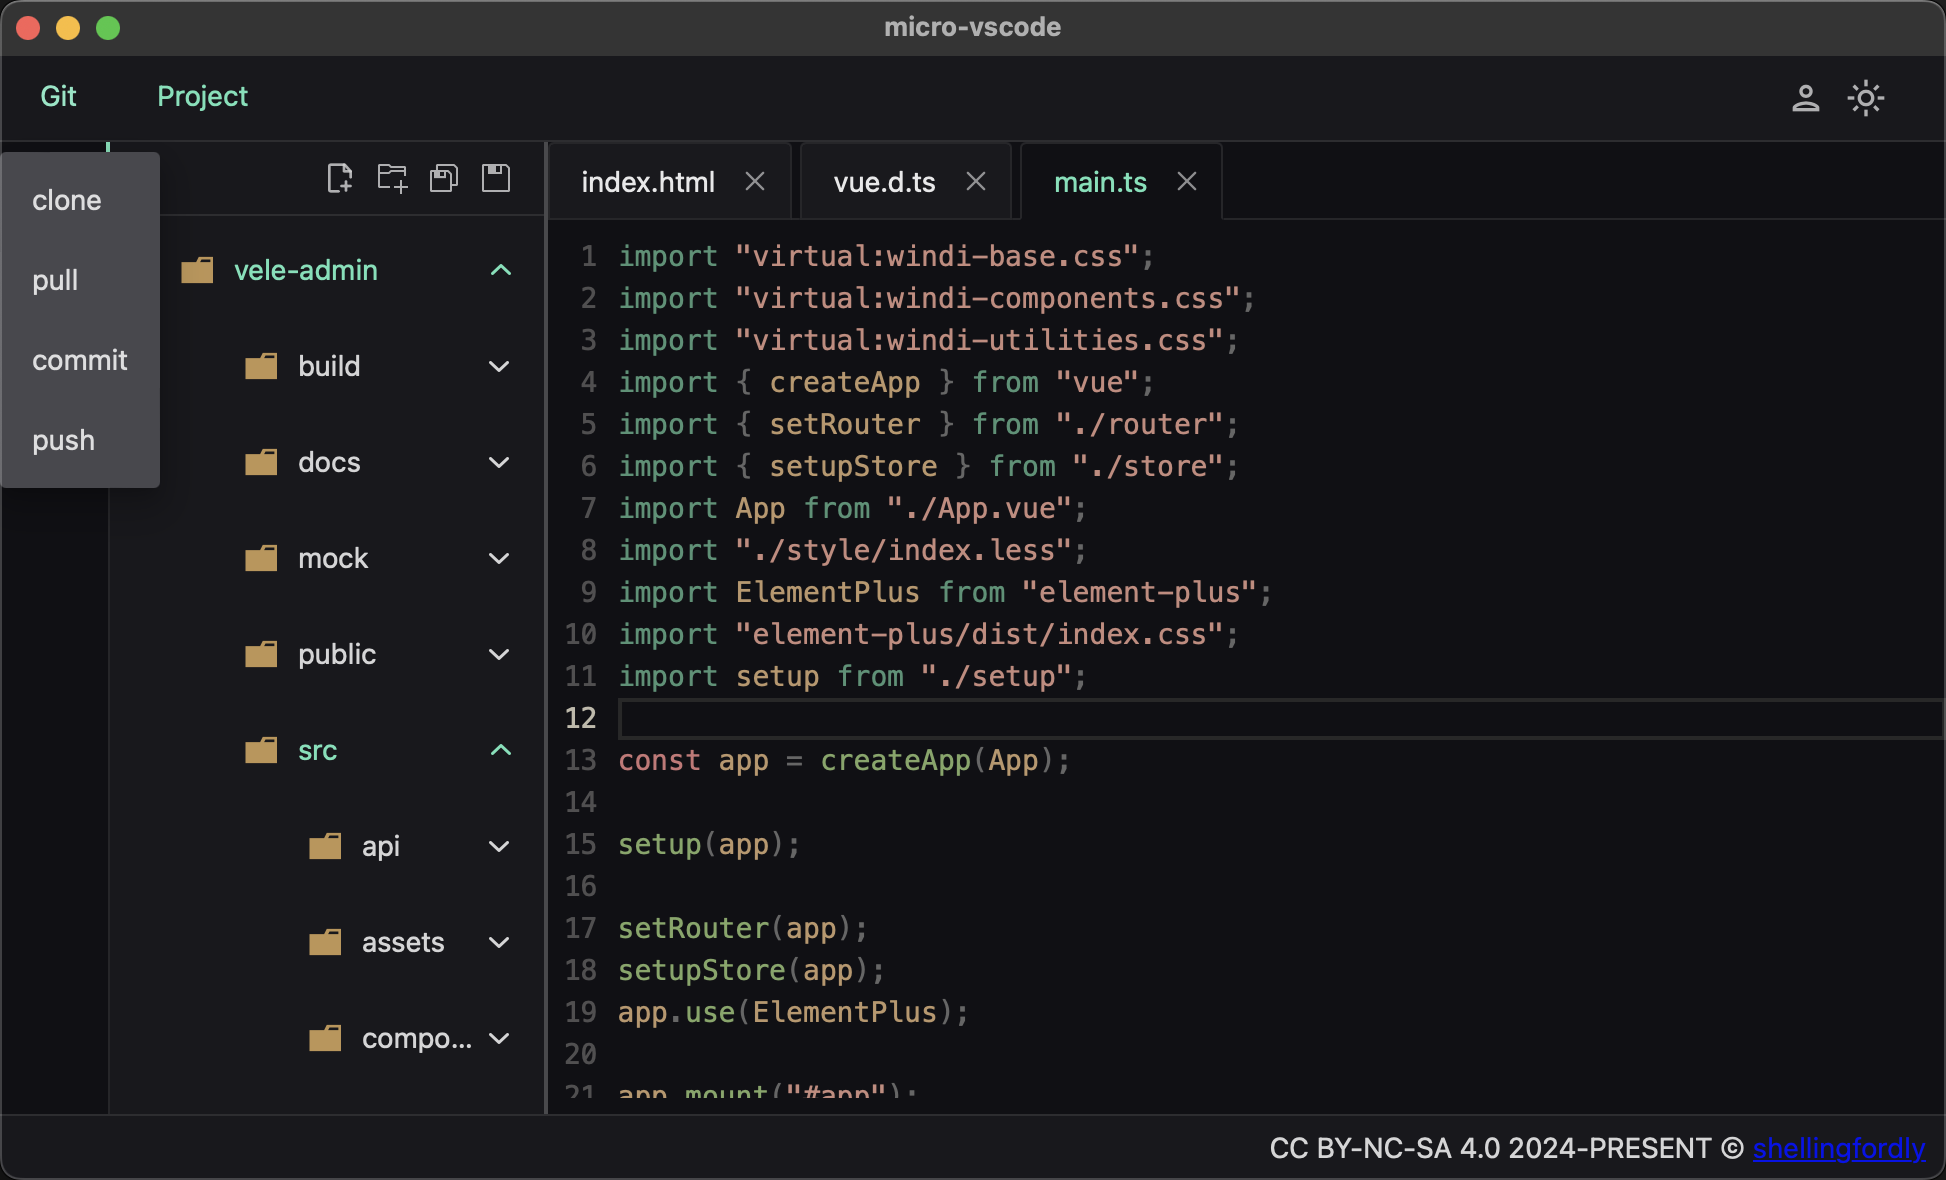 micro-vscode
Git
Project
clone
pull
commit
push
vele-admin
build
docs
mock
public
src
api
assets
compo...
index.html
vue.d.ts
main.ts
1 import "virtual:windi-base.css";
2 import "virtual:windi-components.css";
3 import "virtual:windi-utilities.css";
4 import { createApp } from "vue";
5 import { setRouter } from "./router";
6 import { setupStore } from "./store";
7 import App from "./App.vue";
8 import "./style/index.less";
9 import ElementPlus from "element-plus";
10 import "element-plus/dist/index.css";
11 import setup from "./setup";
12
13 const app = createApp(App);
14
15 setup(app);
16
17 setRouter(app);
18 setupStore(app);
19 app.use(ElementPlus);
20
21 app.mount("#app");
CC BY-NC-SA 4.0 2024-PRESENT © shellingfordly